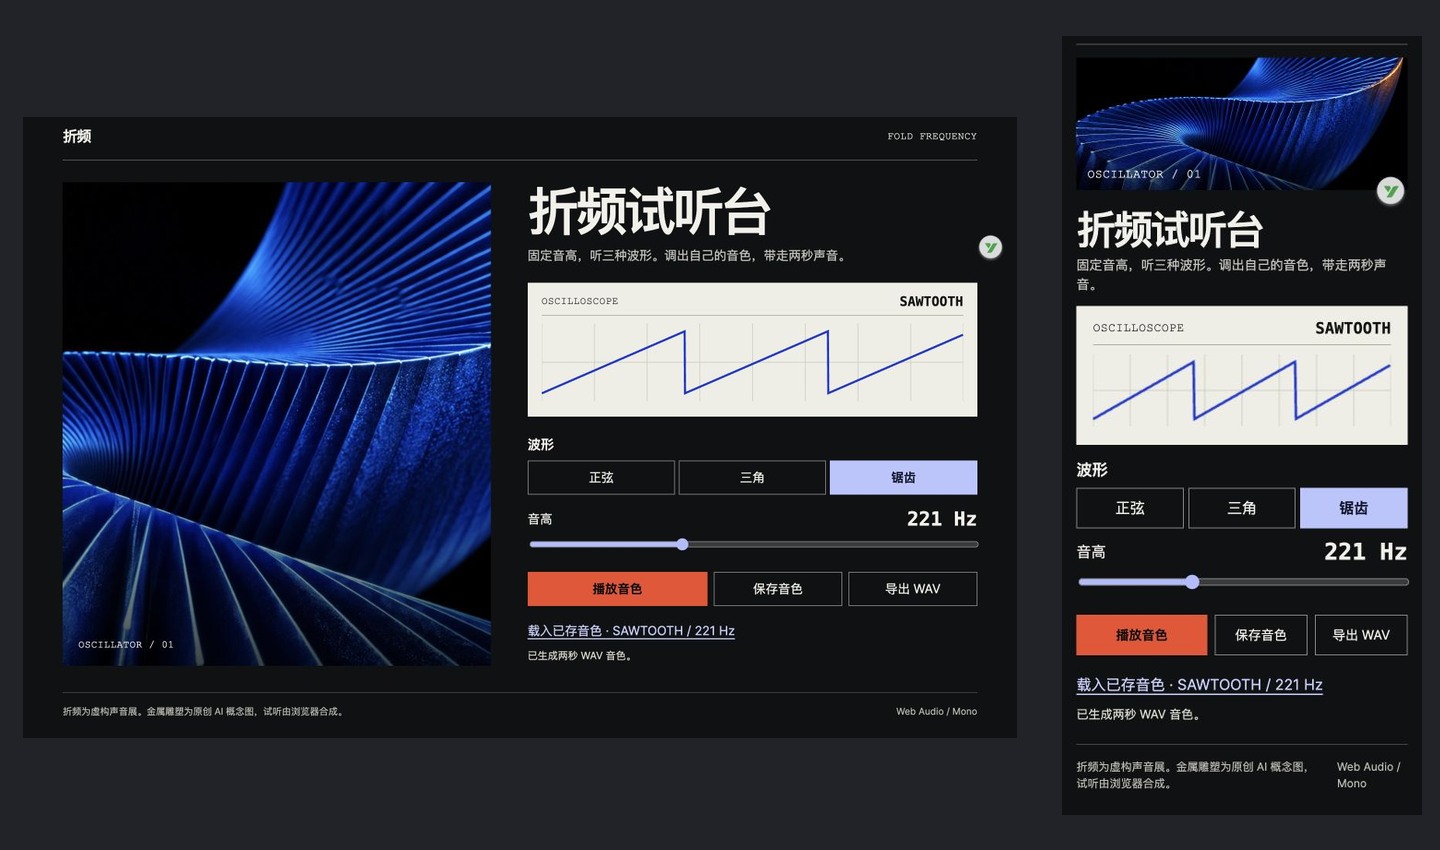 折频
FOLD FREQUENCY
OSCILLATOR / 01
折频试听台
固定音高，听三种波形。调出自己的音色，带走两秒声音。
OSCILLOSCOPE
SAWTOOTH
波形
正弦
三角
锯齿
音高
221 Hz
播放音色
保存音色
导出 WAV
载入已存音色 · SAWTOOTH / 221 Hz
已生成两秒 WAV 音色。
折频为虚构声音展。金属雕塑为原创 AI 概念图，试听由浏览器合成。
Web Audio / Mono
OSCILLATOR / 01
折频试听台
固定音高，听三种波形。调出自己的音色，带走两秒声
音。
OSCILLOSCOPE
SAWTOOTH
波形
正弦
三角
锯齿
音高
221 Hz
播放音色
保存音色
导出 WAV
载入已存音色 · SAWTOOTH / 221 Hz
已生成两秒 WAV 音色。
折频为虚构声音展。金属雕塑为原创 AI 概念图，
试听由浏览器合成。
Web Audio /
Mono